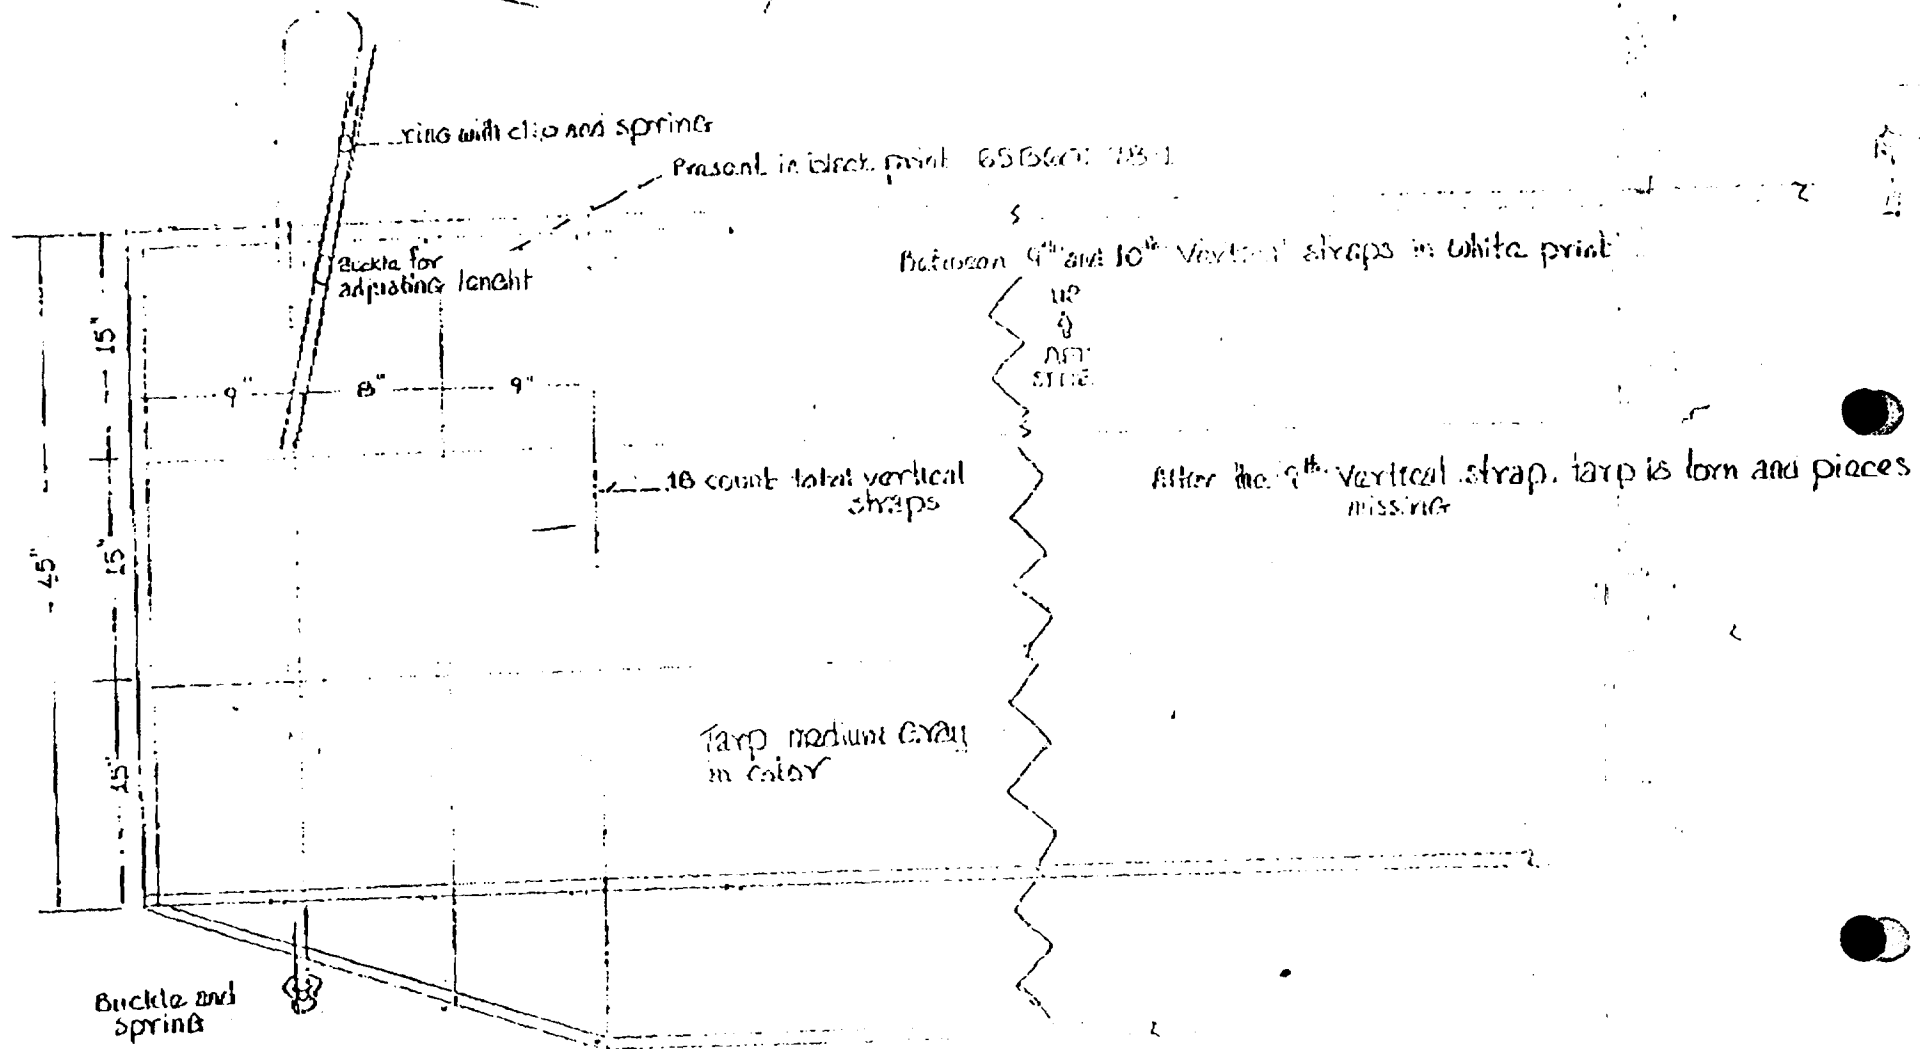 ring with clip and spring
Present in black print 65B60
Between 9th and 10th Vertical straps in white print
Buckle for
adjusting lenght
UP
AFT
SIDE
15"
9" 8" 9"
18 count total vertical
straps
After the 9th Vertical strap, tarp is torn and pieces
missing
45"
15"
Tarp medium Gray
in color
15"
Buckle and
spring